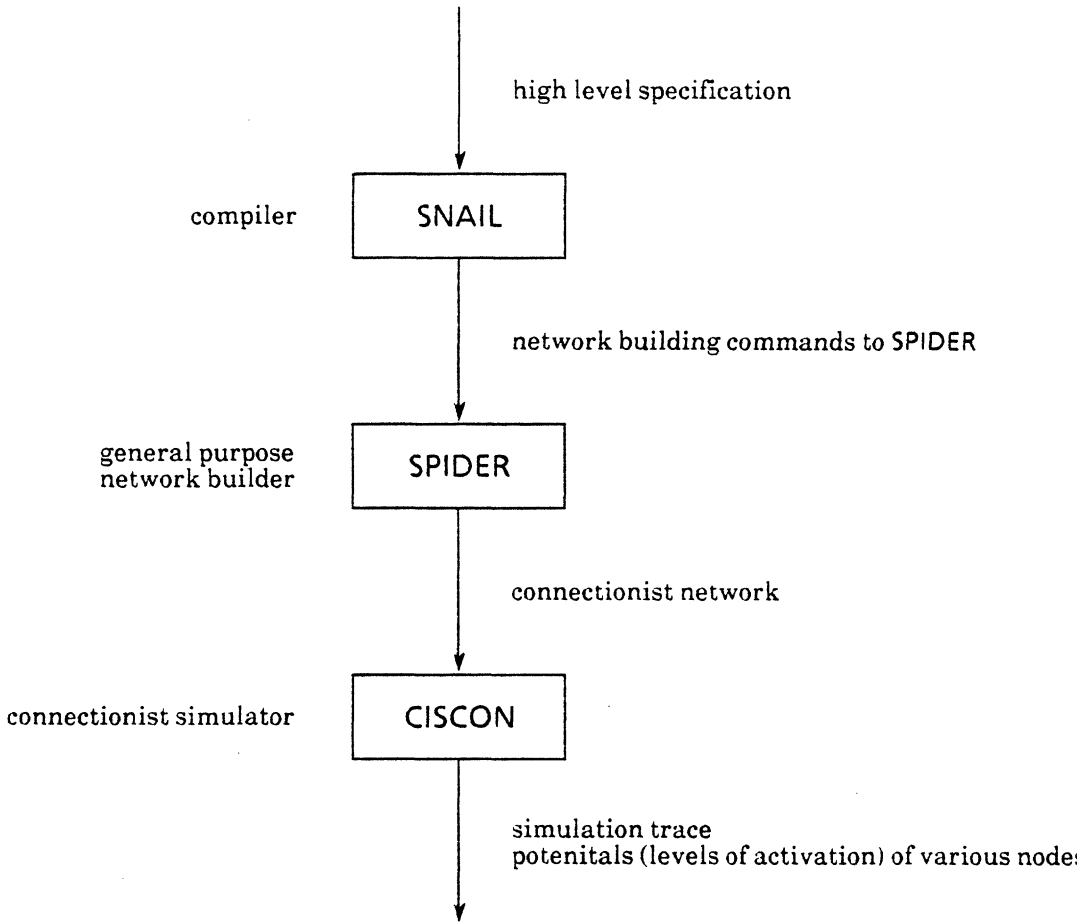 high level specification
compiler
SNAIL
network building commands to SPIDER
general purpose
network builder
SPIDER
connectionist network
connectionist simulator
CISCON
simulation trace
potenitals (levels of activation) of various nodes